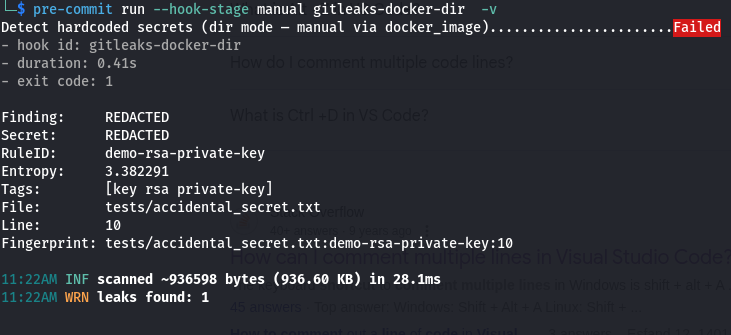 └─$ pre-commit run --hook-stage manual gitleaks-docker-dir -v
Detect hardcoded secrets (dir mode — manual via docker_image).......................Failed
- hook id: gitleaks-docker-dir
- duration: 0.41s
How do I comment multiple code lines?
- exit code: 1
What is Ctrl +D in VS Code?
Finding: REDACTED
Secret: REDACTED
RuleID: demo-rsa-private-key
Entropy: 3.382291
Tags: [key rsa private-key]
File: tests/accidental_secret.txt
Line: 10
Fingerprint: tests/accidental_secret.txt:demo-rsa-private-key:10
How can I comment multiple lines in Visual Studio Code?
11:22AM INF scanned ~936598 bytes (936.60 KB) in 28.1ms
11:22AM WRN leaks found: 1
45 answers · Top answer: Windows: Shift + Alt + A Linux: Shift +